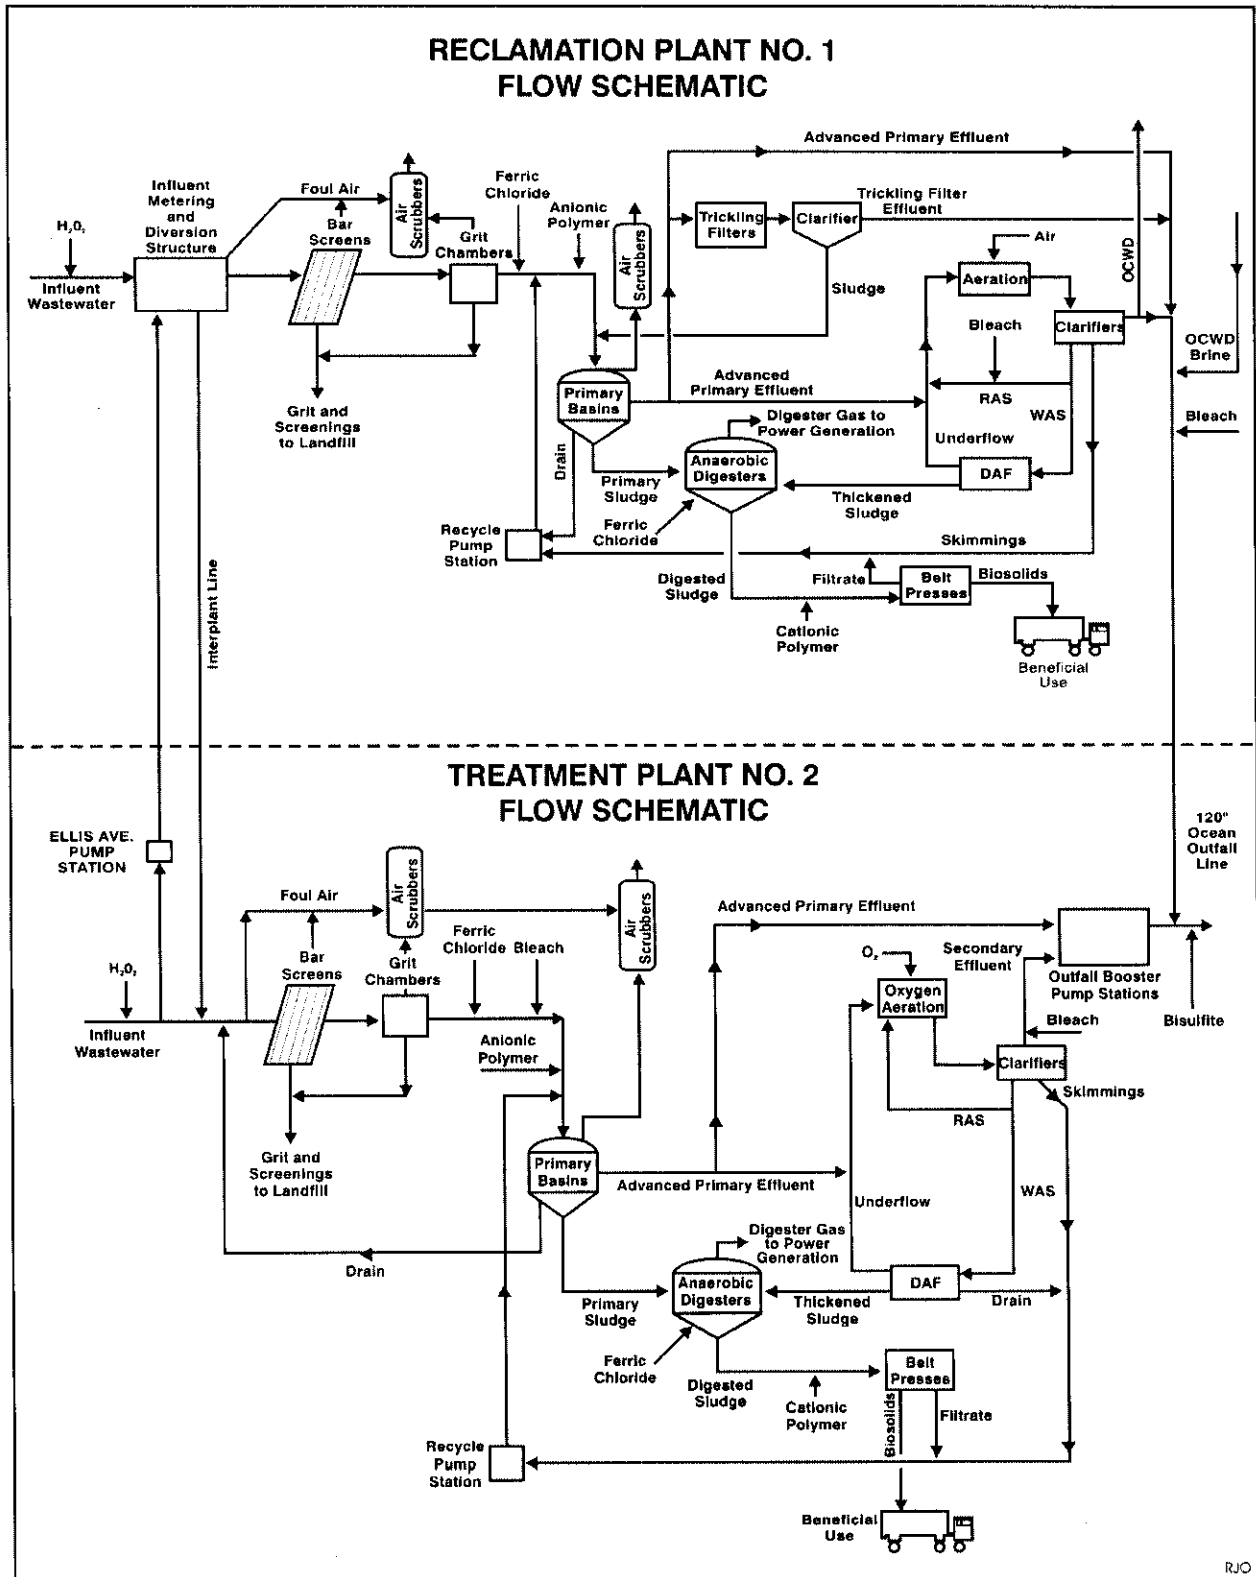 RECLAMATION PLANT NO. 1
FLOW SCHEMATIC
Advanced Primary Effluent
Influent
Metering
and
Diversion
Structure
Foul Air
Air
Scrubbers
Ferric
Chloride
Anionic
Polymer
Trickling
Filters
Clarifier
Trickling Filter
Effluent
H₂O₂
Bar
Screens
Grit
Chambers
Air
Scrubbers
Air
OCWD
Influent
Wastewater
Sludge
Aeration
Bleach
Clarifiers
OCWD
Brine
Advanced
Primary Effluent
Primary
Basins
RAS
WAS
Bleach
Grit and
Screenings
to Landfill
Digester Gas to
Power Generation
Underflow
Drain
Anaerobic
Digesters
DAF
Primary
Sludge
Thickened
Sludge
Ferric
Chloride
Recycle
Pump
Station
Skimmings
Digested
Sludge
Filtrate
Belt
Presses
Biosolids
Cationic
Polymer
Beneficial
Use
Interplant Line
TREATMENT PLANT NO. 2
FLOW SCHEMATIC
ELLIS AVE.
PUMP
STATION
120"
Ocean
Outfall
Line
Foul Air
Air
Scrubbers
Air
Scrubbers
Advanced Primary Effluent
Ferric
Chloride
Bleach
H₂O₂
Bar
Screens
Grit
Chambers
O₂
Secondary
Effluent
Oxygen
Aeration
Outfall Booster
Pump Stations
Bisulfite
Influent
Wastewater
Anionic
Polymer
Bleach
Clarifiers
Skimmings
RAS
Grit and
Screenings
to Landfill
Primary
Basins
Advanced Primary Effluent
Underflow
WAS
Drain
Digester Gas
to Power
Generation
Anaerobic
Digesters
DAF
Primary
Sludge
Thickened
Sludge
Drain
Ferric
Chloride
Digested
Sludge
Belt
Presses
Cationic
Polymer
Biosolids
Filtrate
Recycle
Pump
Station
Beneficial
Use
RJO